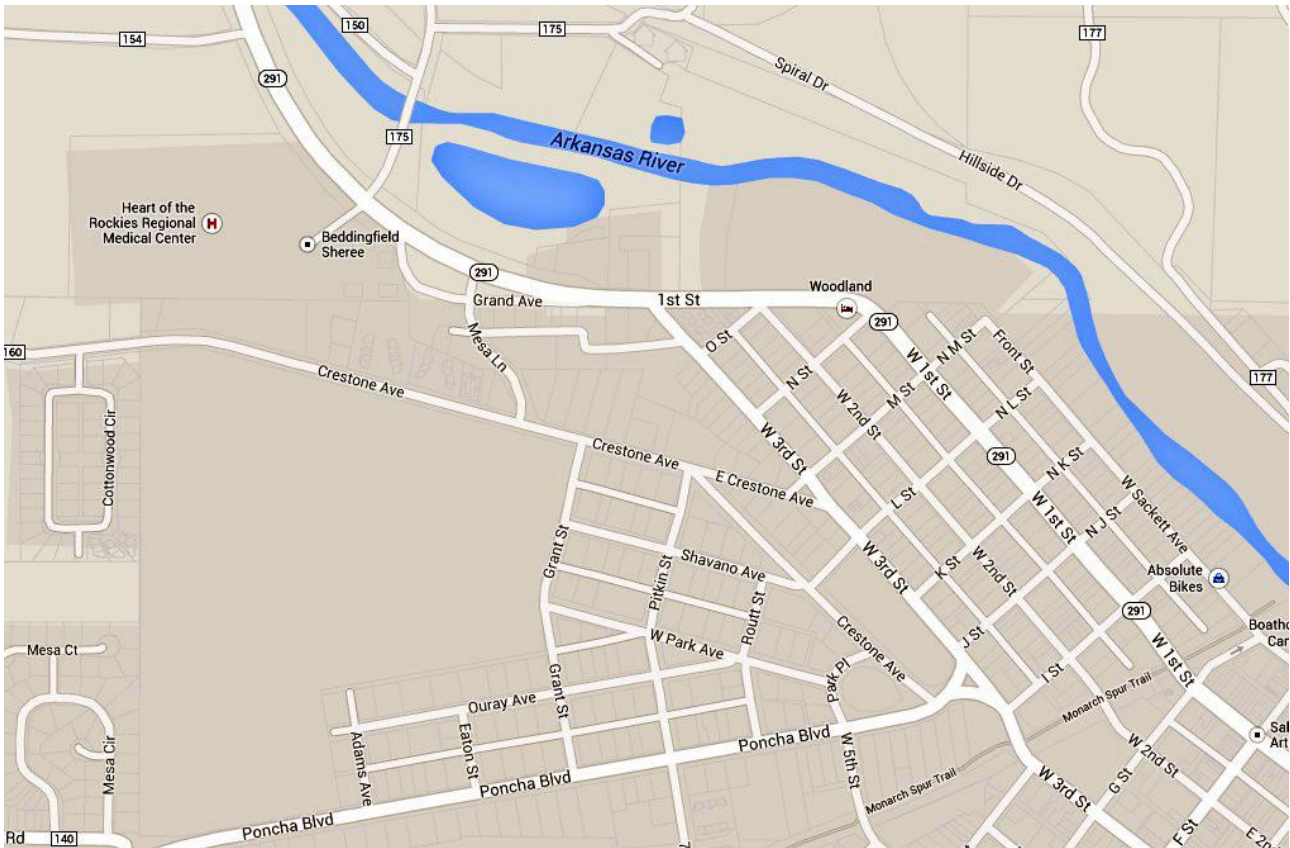 154
150
175
175
177
Spiral Dr
291
175
Arkansas River
Hillside Dr
Heart of the
Rockies Regional
Medical Center
H
Beddingfield
Sheree
291
Grand Ave
1st St
Woodland
291
160
Mesa Ln
O St
N St
N M St
Front St
W 1st St
177
Crestone Ave
M St
W 2nd St
N L St
Cottonwood Cir
Crestone Ave
W 3rd St
291
N K St
E Crestone Ave
L St
W 1st St
W Sackett Ave
N J St
Grant St
Shavano Ave
Pitkin St
W 3rd St
K St
W 2nd St
Absolute
Bikes
Routt St
291
Mesa Ct
W Park Ave
Crestone Ave
J St
W 1st St
Boatho
Can
Park Pl
I St
Monarch Spur Trail
Grant St
Ouray Ave
Eaton St
Adams Ave
Mesa Cir
Poncha Blvd
W 5th St
W 2nd St
Sal
Art
Poncha Blvd
Monarch Spur Trail
W 3rd St
G St
F St
E 2n
Poncha Blvd
Rd
140